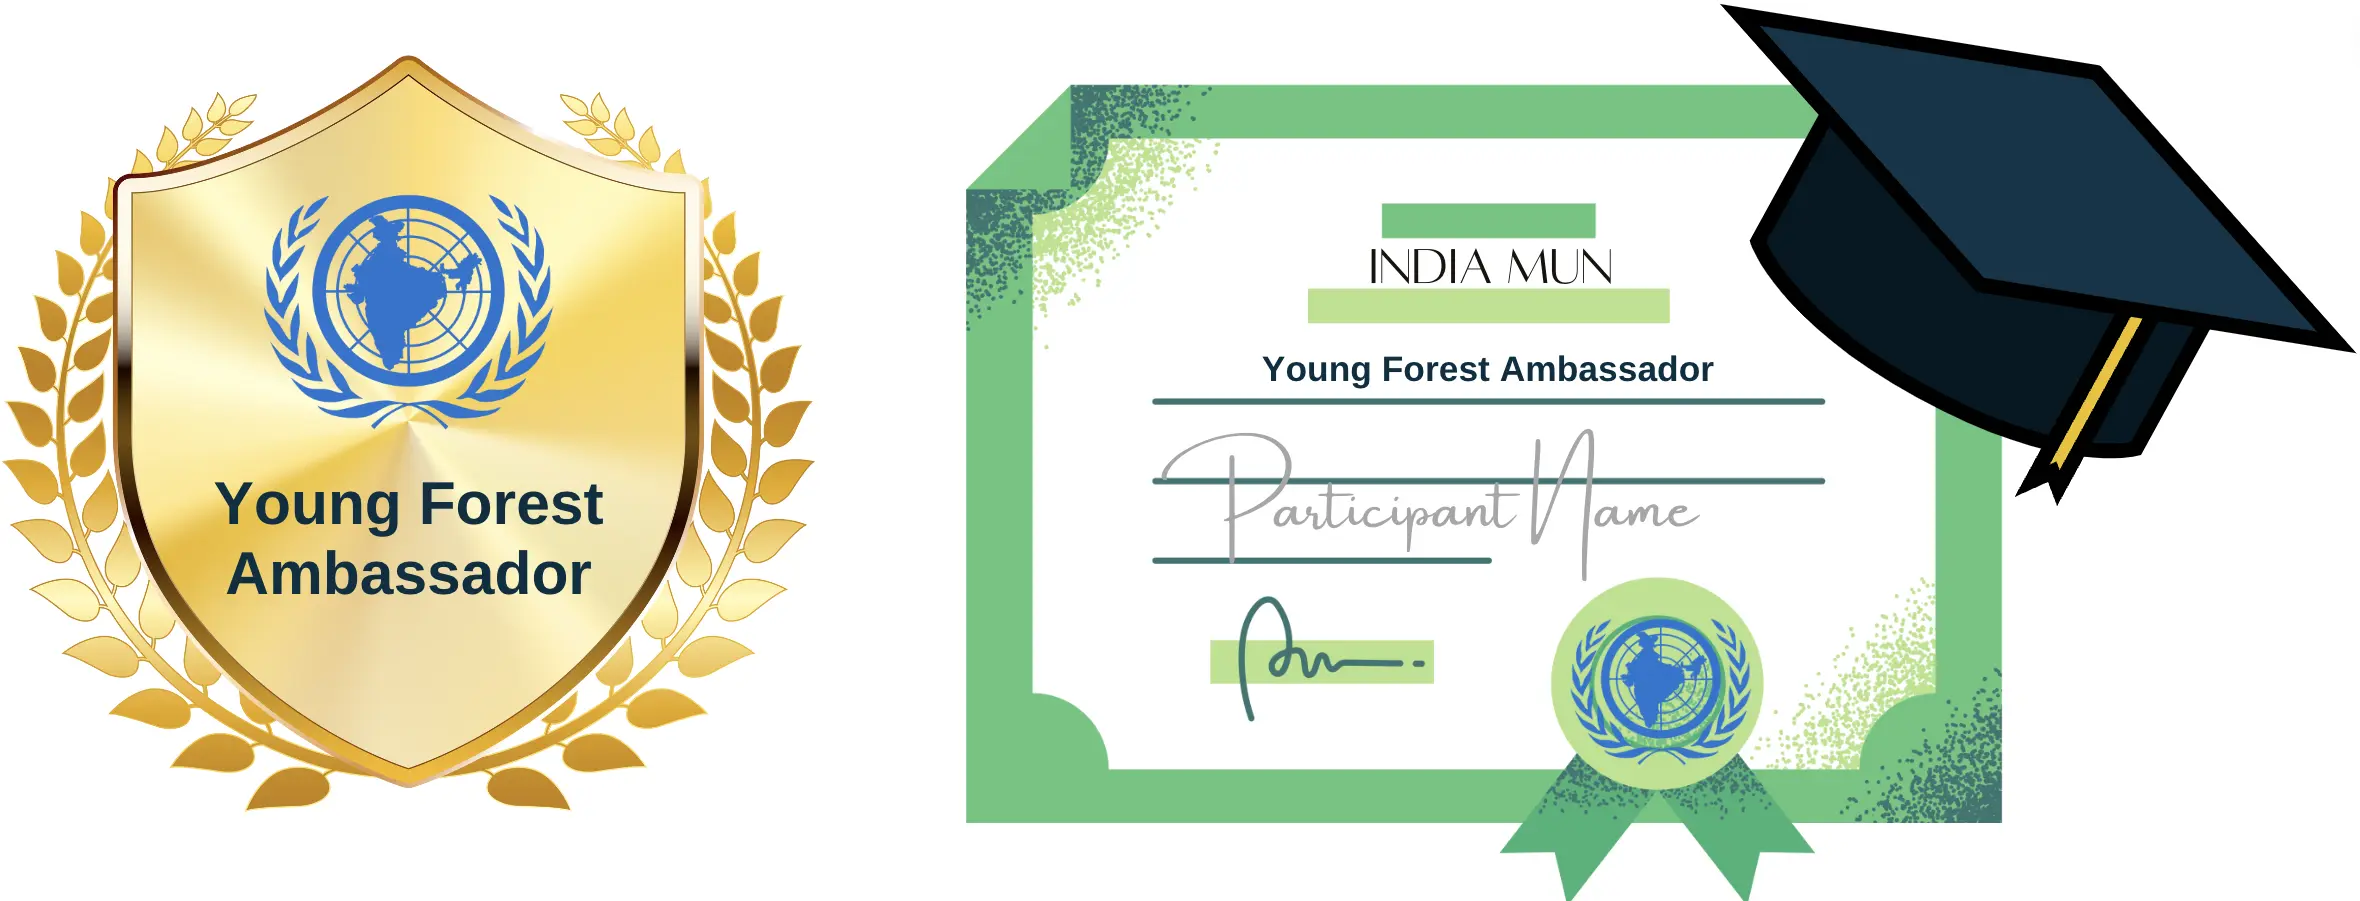 Young Forest
Ambassador
INDIA MUN
Young Forest Ambassador
Participant Name